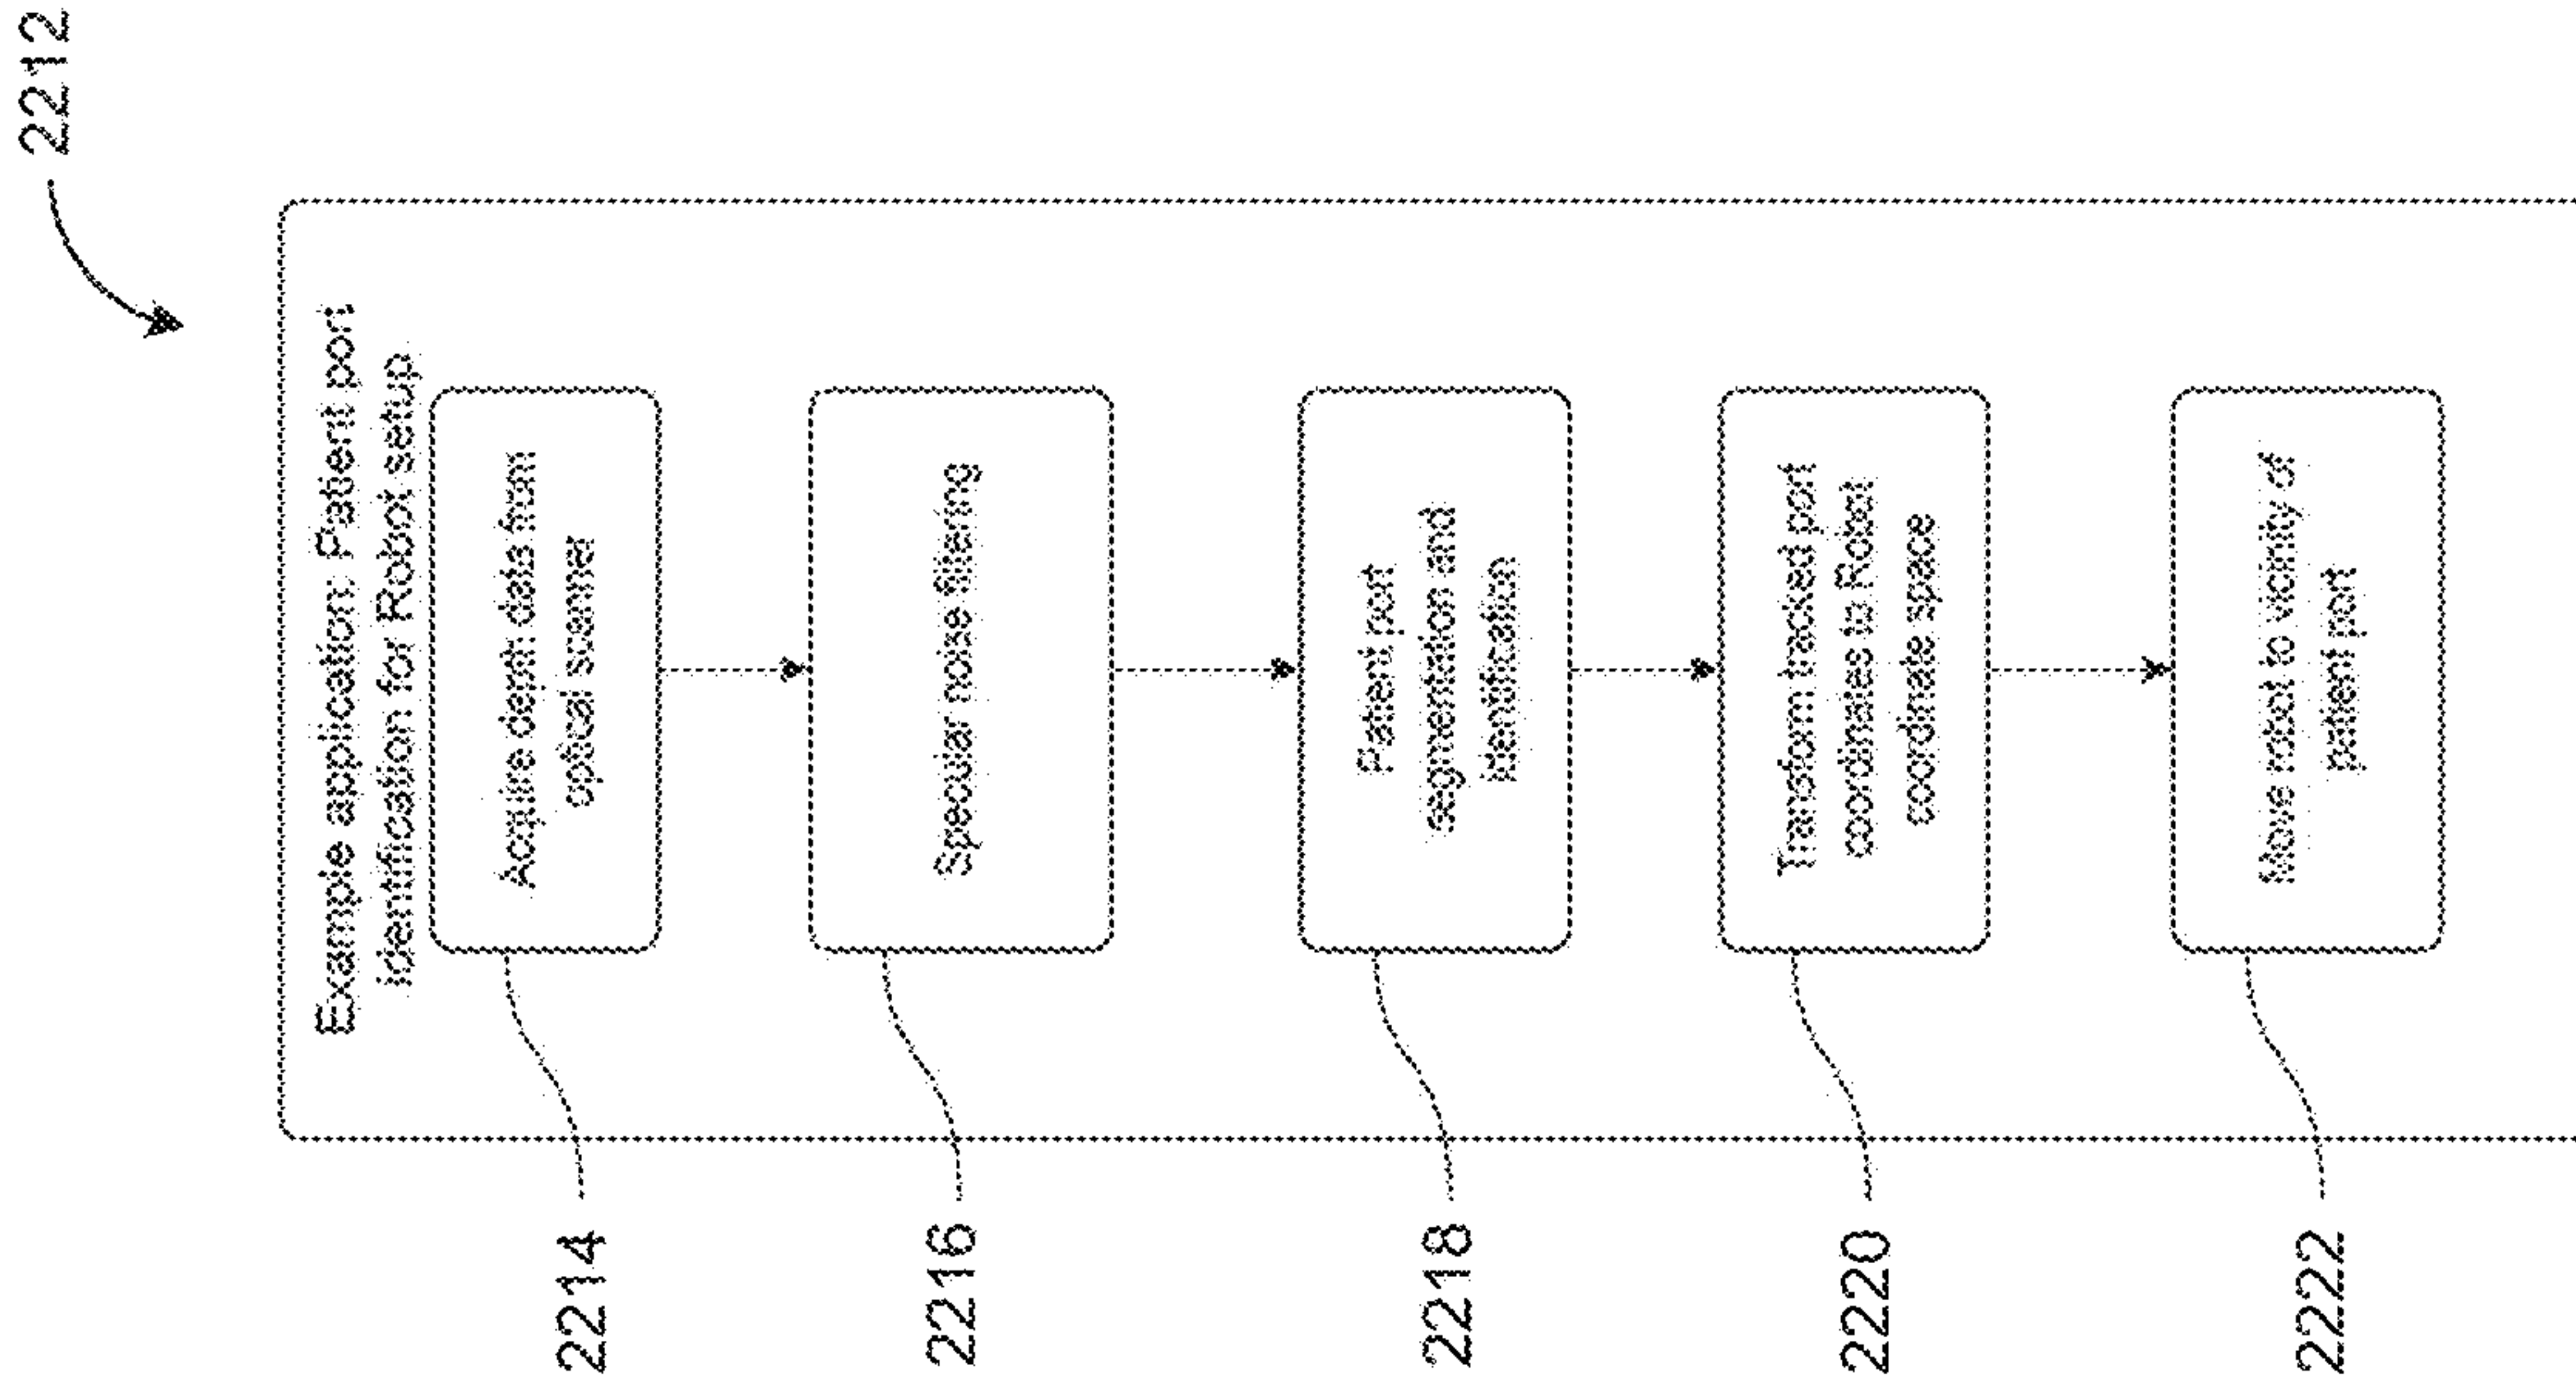 2212
Example application: Patient port
identification for Robot setup
2214
Acquire depth data from
optical scanner
2216
Specular noise filtering
2218
Patient port
segmentation and
identification
2220
Transform tracked port
coordinates to Robot
coordinate space
2222
Move robot to vicinity of
patient port